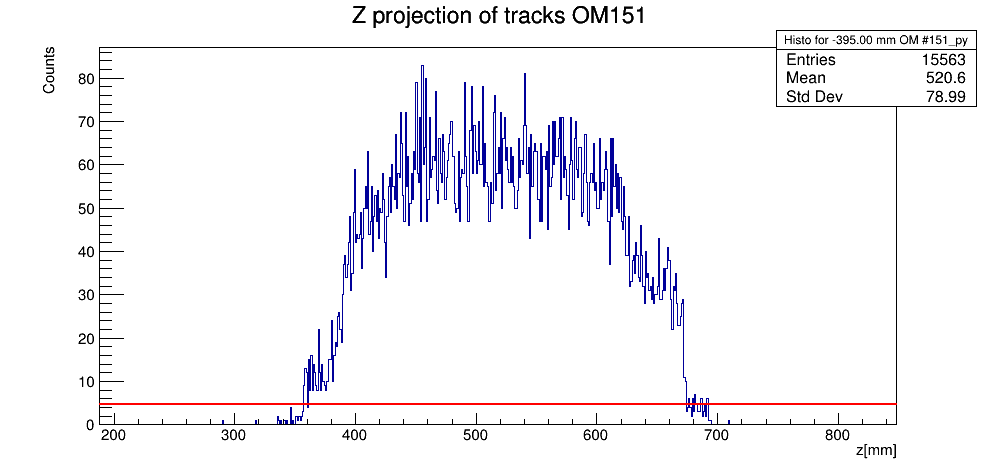 Z projection of tracks OM151
Histo for -395.00 mm OM #151_py
Entries 15563
Mean 520.6
Std Dev 78.99
Counts
80
70
60
50
40
30
20
10
0
200 300 400 500 600 700 800
z[mm]